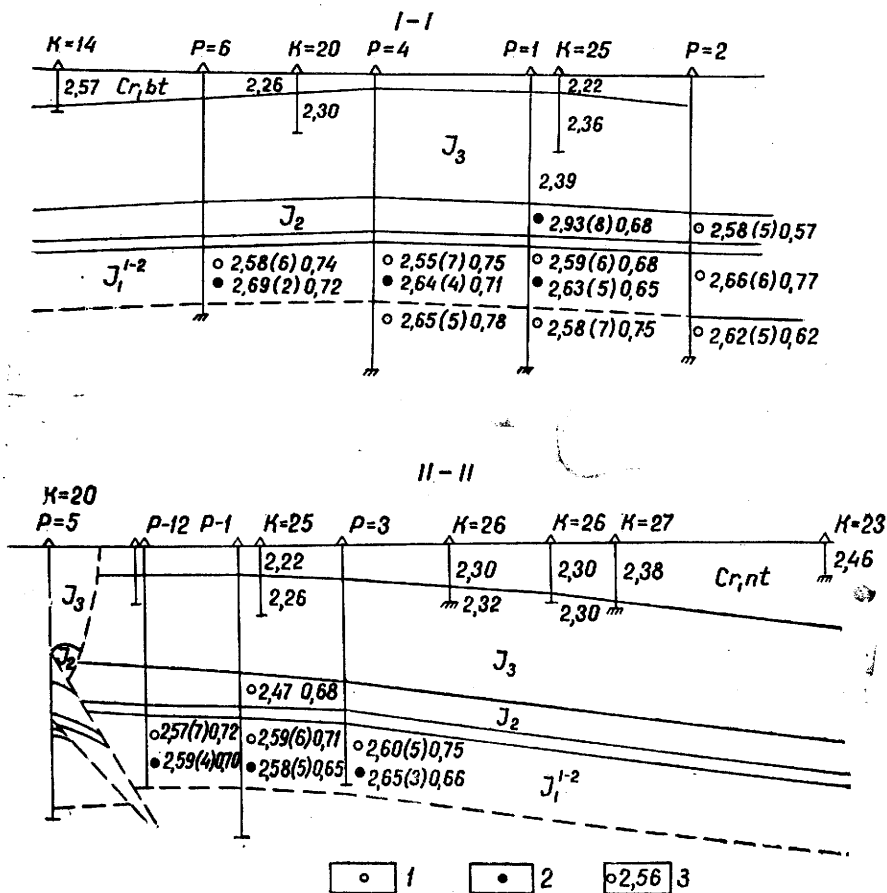 I-I
К=14 Р=6 К=20 Р=4 Р=1 К=25 Р=2
2,57 Cr₁bt 2,26 2,22
2,30 2,36
J₃
2,39
J₂ 2,93(8)0,68 2,58(5)0,57
J₁¹⁻² 2,58(6)0,74 2,55(7)0,75 2,59(6)0,68 2,66(6)0,77
2,69(2)0,72 2,64(4)0,71 2,63(5)0,65
2,65(5)0,78 2,58(7)0,75 2,62(5)0,62
II-II
К=20
Р=5 Р-12 Р-1 К=25 Р=3 К=26 К=26 К=27 К=23
2,22 2,30 2,30 2,38 Cr₁nt 2,46
J₃ 2,26 2,32 2,30
J₃
J₂ 2,47 0,68
J₂
2,57(7)0,72 2,59(6)0,71 2,60(5)0,75
2,59(4)0,70 2,58(5)0,65 2,65(3)0,66 J₁¹⁻²
1 2 2,56 3